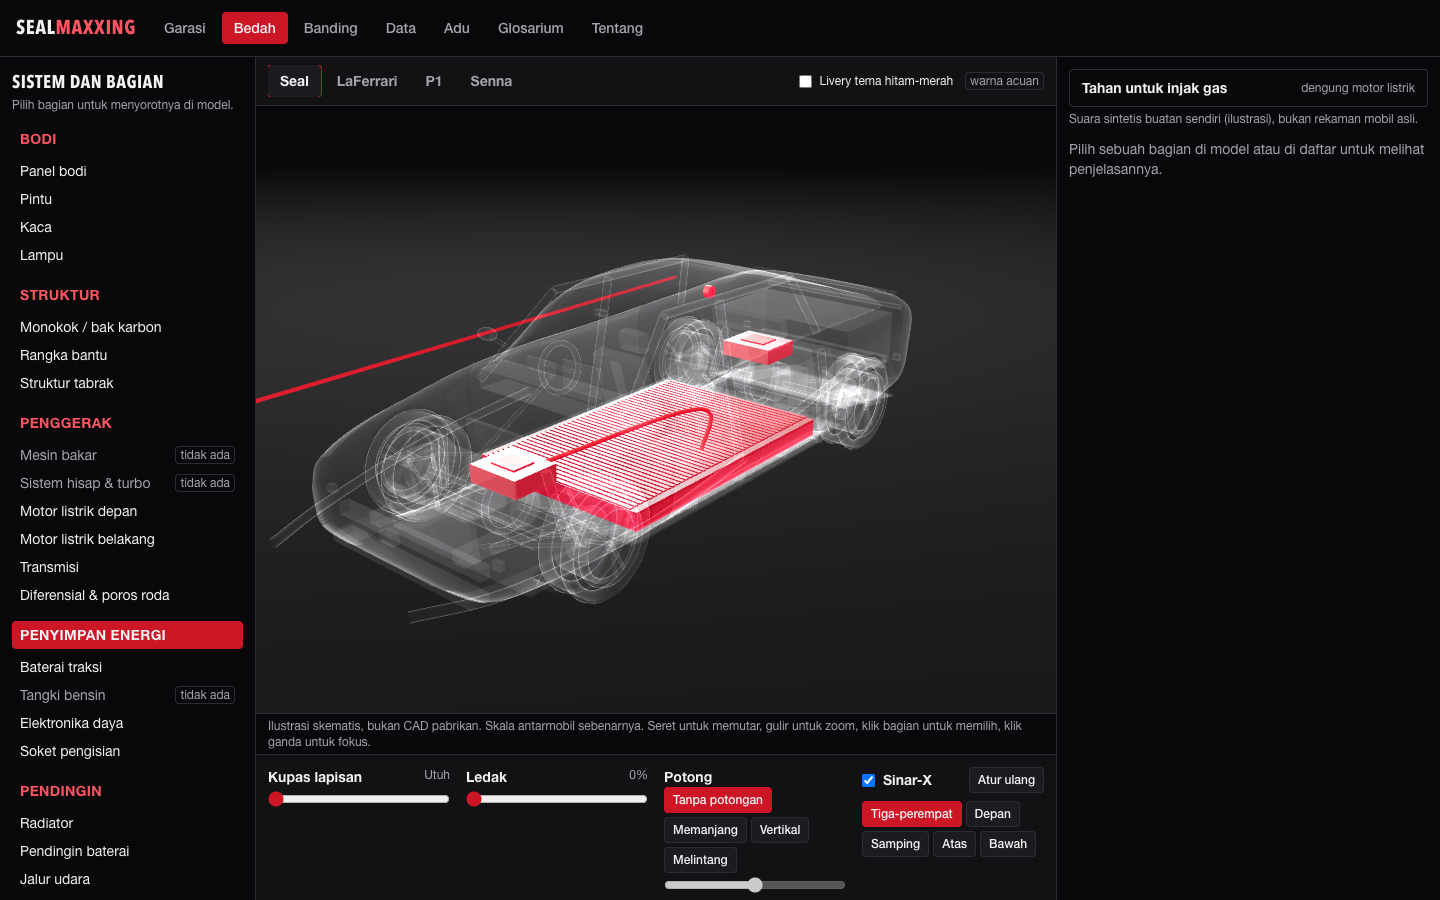 SEALMAXXING
Garasi
Bedah
Banding
Data
Adu
Glosarium
Tentang
SISTEM DAN BAGIAN
Pilih bagian untuk menyorotnya di model.
BODI
Panel bodi
Pintu
Kaca
Lampu
STRUKTUR
Monokok / bak karbon
Rangka bantu
Struktur tabrak
PENGGERAK
Mesin bakar tidak ada
Sistem hisap & turbo tidak ada
Motor listrik depan
Motor listrik belakang
Transmisi
Diferensial & poros roda
PENYIMPAN ENERGI
Baterai traksi
Tangki bensin tidak ada
Elektronika daya
Soket pengisian
PENDINGIN
Radiator
Pendingin baterai
Jalur udara
Seal
LaFerrari
P1
Senna
Livery tema hitam-merah
warna acuan
Ilustrasi skematis, bukan CAD pabrikan. Skala antarmobil sebenarnya. Seret untuk memutar, gulir untuk zoom, klik bagian untuk memilih, klik
ganda untuk fokus.
Kupas lapisan Utuh
Ledak 0%
Potong
Tanpa potongan
Memanjang Vertikal
Melintang
Sinar-X Atur ulang
Tiga-perempat Depan
Samping Atas Bawah
Tahan untuk injak gas dengung motor listrik
Suara sintetis buatan sendiri (ilustrasi), bukan rekaman mobil asli.
Pilih sebuah bagian di model atau di daftar untuk melihat
penjelasannya.